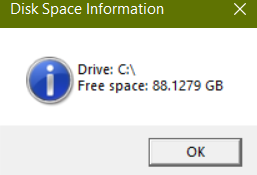 Disk Space Information
Drive: C:\
Free space: 88.1279 GB
OK